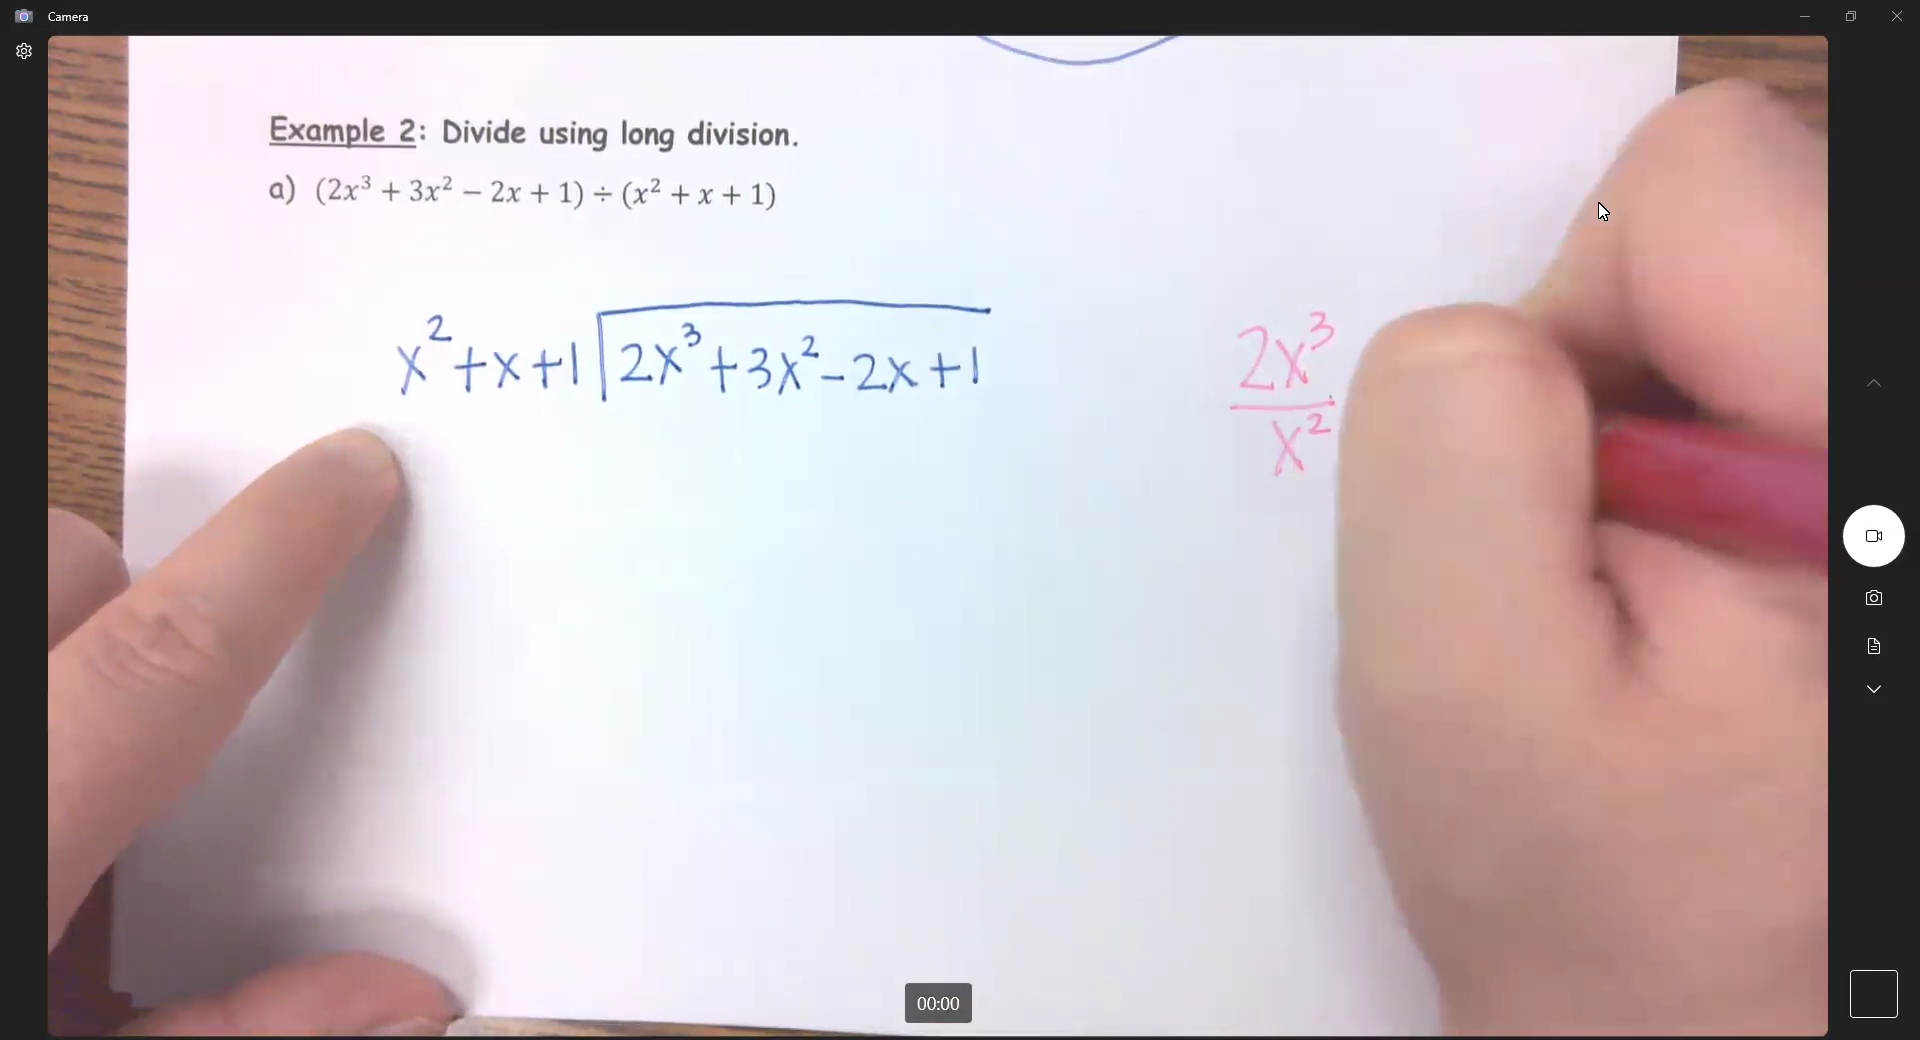 Camera
Example 2: Divide using long division.
a) (2x³ + 3x² − 2x + 1) ÷ (x² + x + 1)
x² + x + 1 | 2x³ + 3x² - 2x + 1
2x³
x²
00:00